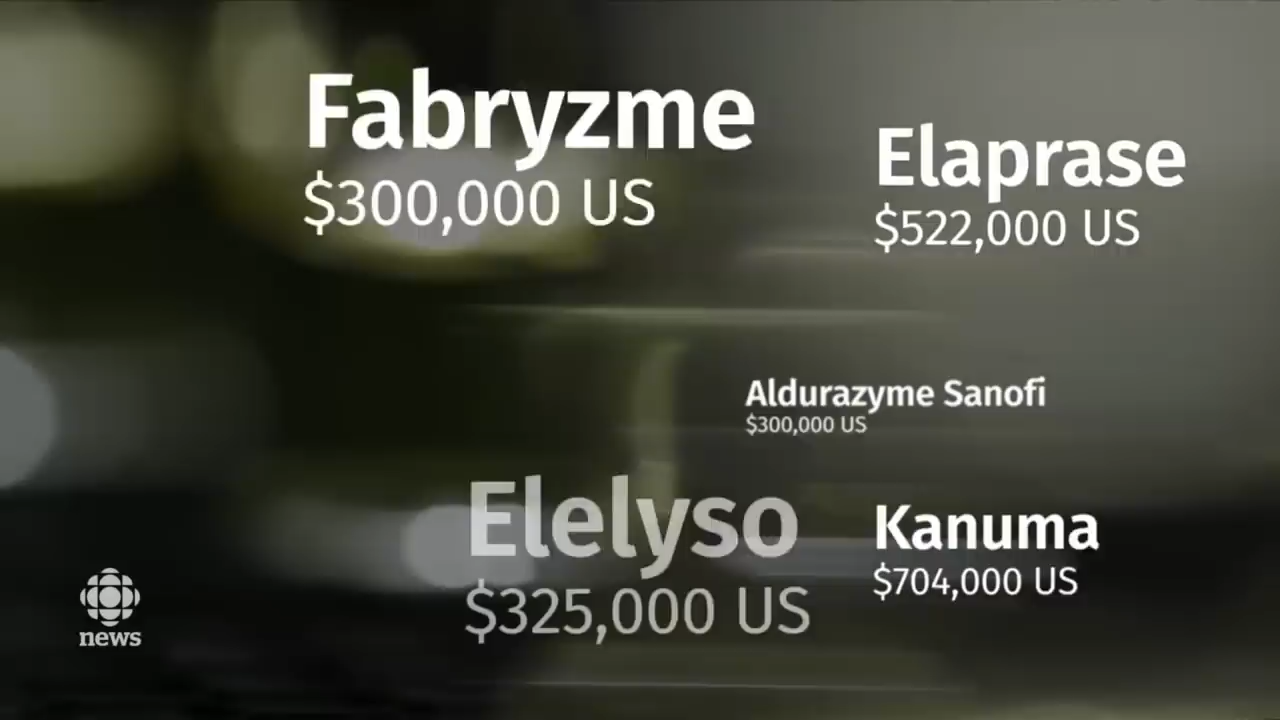 Fabryzme
$300,000 US
Elaprase
$522,000 US
Aldurazyme Sanofi
$300,000 US
Elelyso
$325,000 US
Kanuma
$704,000 US
news